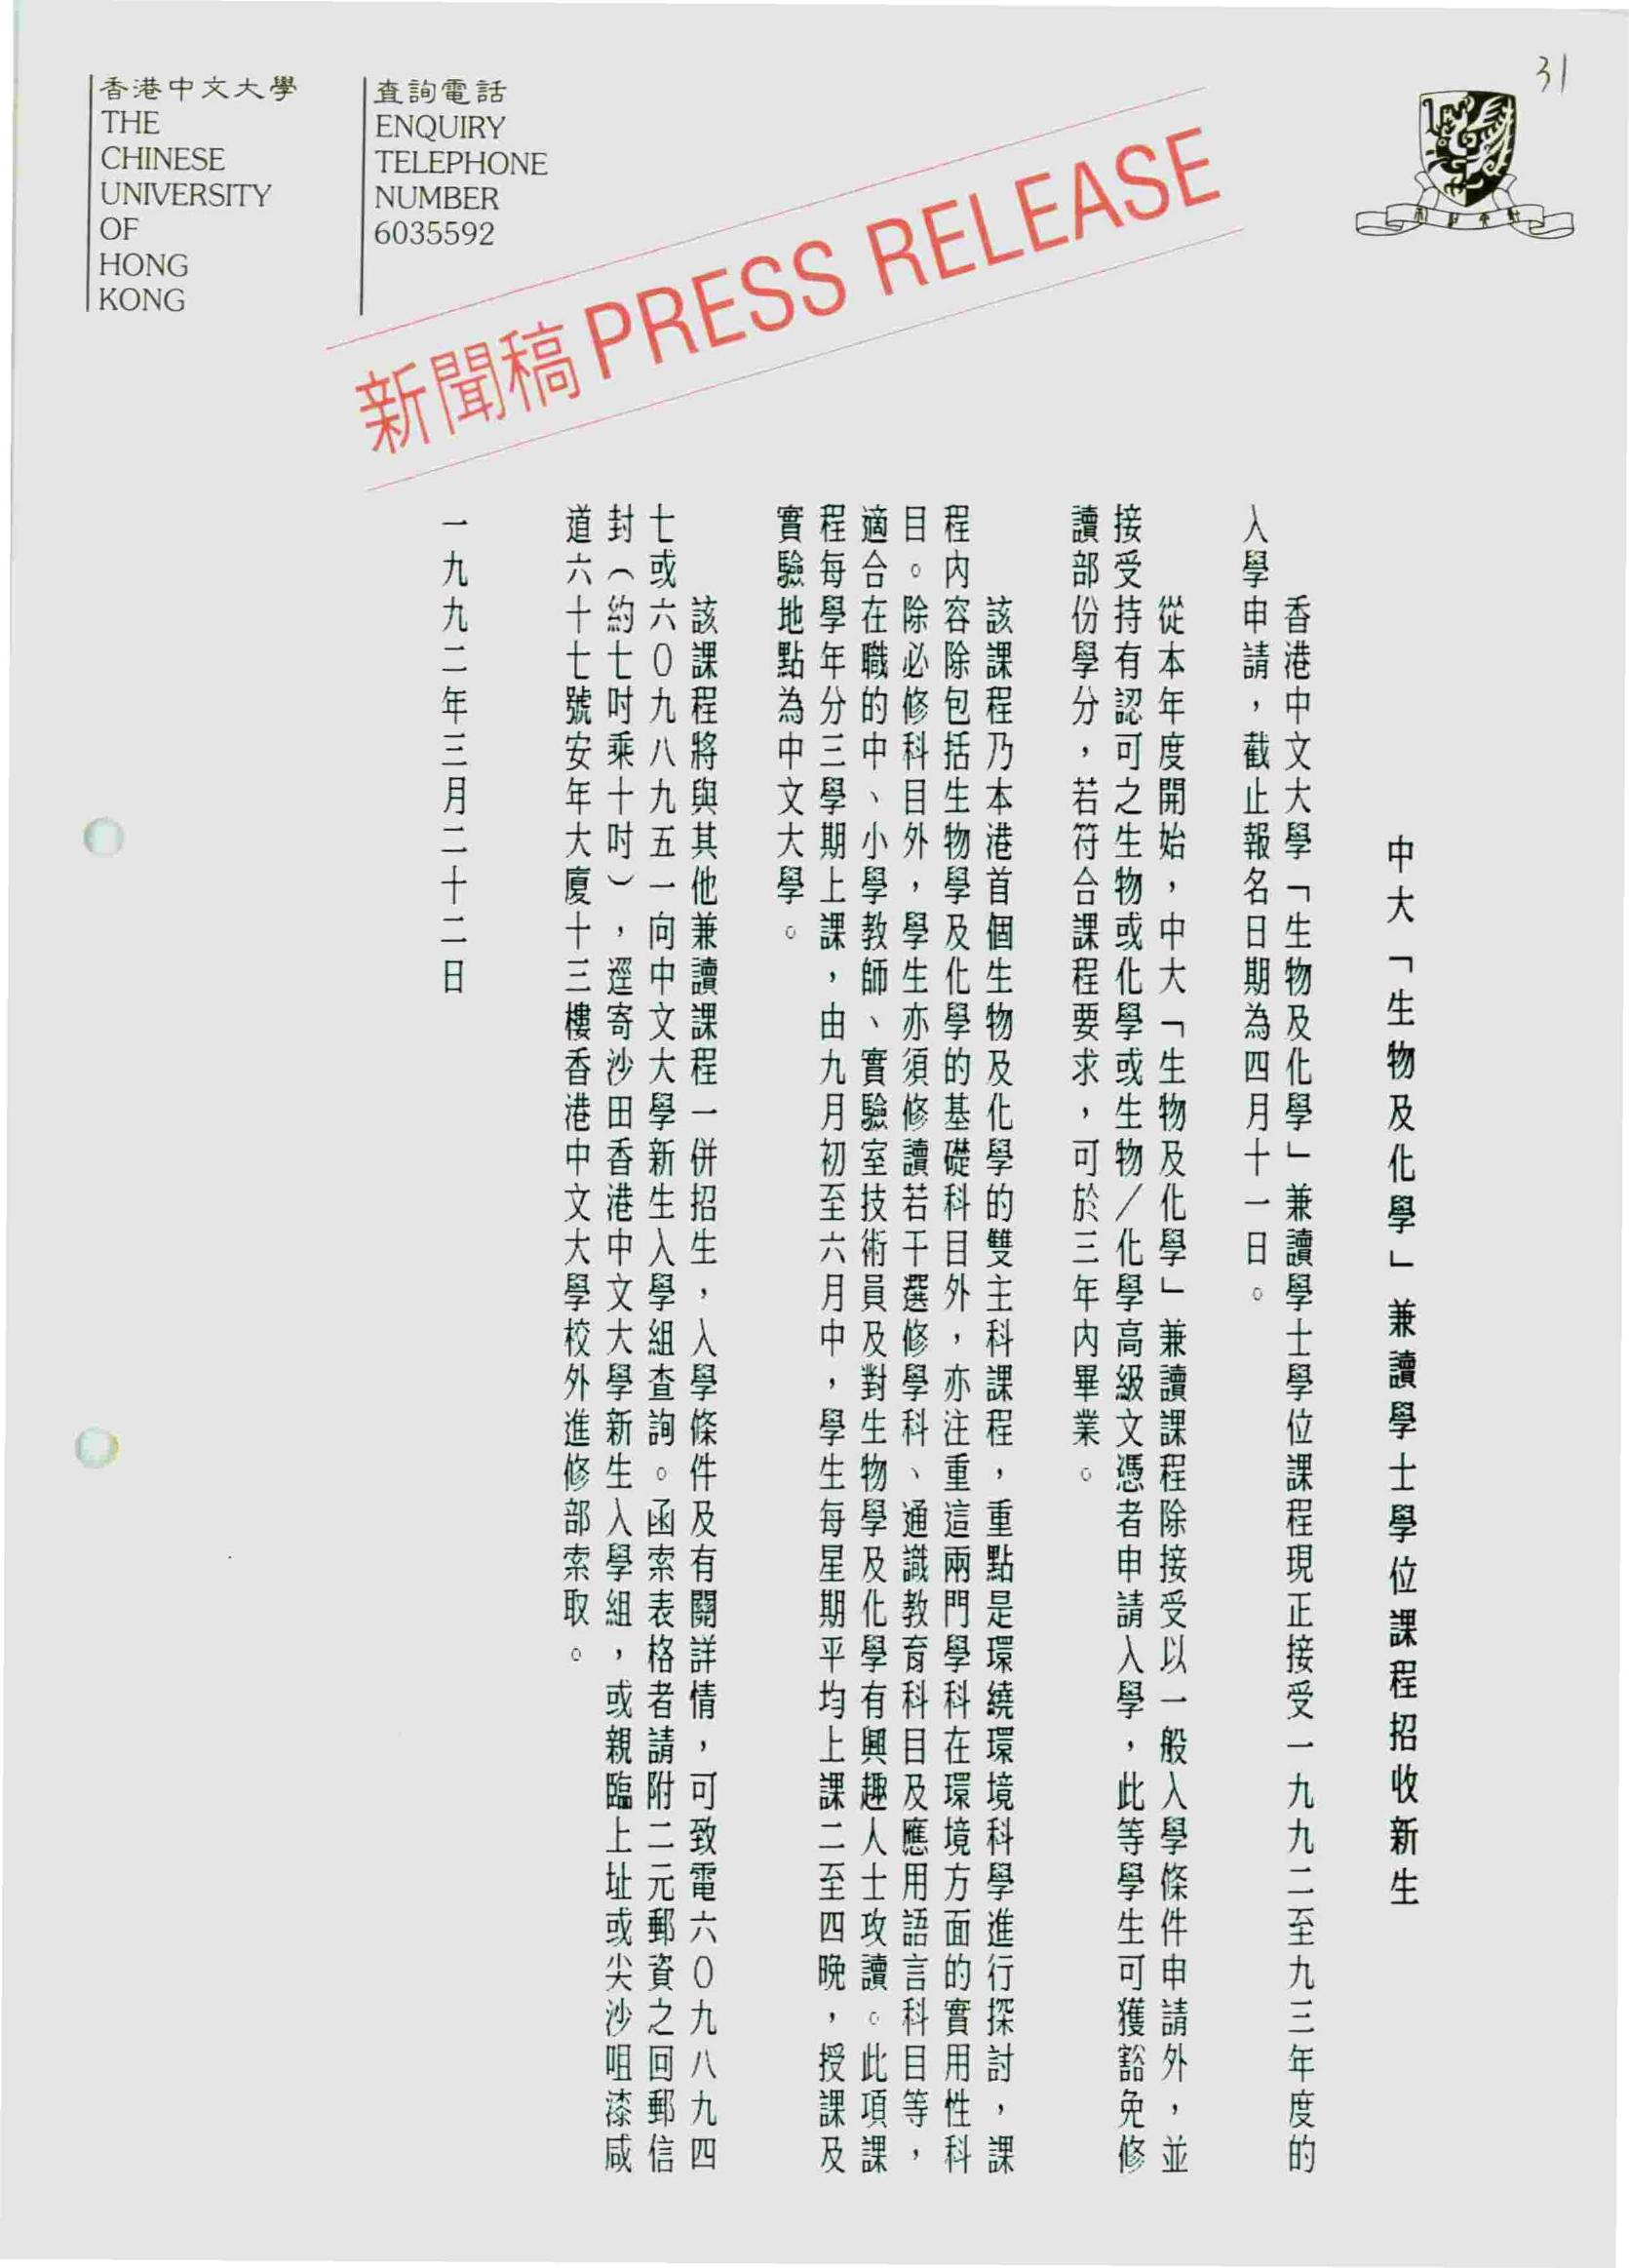 31
香港中文大學
THE
CHINESE
UNIVERSITY
OF
HONG
KONG
查詢電話
ENQUIRY
TELEPHONE
NUMBER
6035592
新聞稿 PRESS RELEASE
中大「生物及化學」兼讀學士學位課程招收新生
香港中文大學「生物及化學」兼讀學士學位課程現正接受一九九二至九三年度的
入學申請，截止報名日期為四月十一日。
從本年度開始，中大「生物及化學」兼讀課程除接受以一般入學條件申請外，並
接受持有認可之生物或化學或生物／化學高級文憑者申請入學，此等學生可獲豁免修
讀部份學分，若符合課程要求，可於三年內畢業。
該課程乃本港首個生物及化學的雙主科課程，重點是環繞環境科學進行探討，課
程內容除包括生物學及化學的基礎科目外，亦注重這兩門學科在環境方面的實用性科
目。除必修科目外，學生亦須修讀若干選修學科、通識教育科目及應用語言科目等，
適合在職的中、小學教師、實驗室技術員及對生物學及化學有興趣人士攻讀。此項課
程每學年分三學期上課，由九月初至六月中，學生每星期平均上課二至四晚，授課及
實驗地點為中文大學。
該課程將與其他兼讀課程一併招生，入學條件及有關詳情，可致電六０九八九四
七或六０九八九五一向中文大學新生入學組查詢。函索表格者請附二元郵資之回郵信
封（約七吋乘十吋），逕寄沙田香港中文大學新生入學組，或親臨上址或尖沙咀漆咸
道六十七號安年大廈十三樓香港中文大學校外進修部索取。
一九九二年三月二十二日